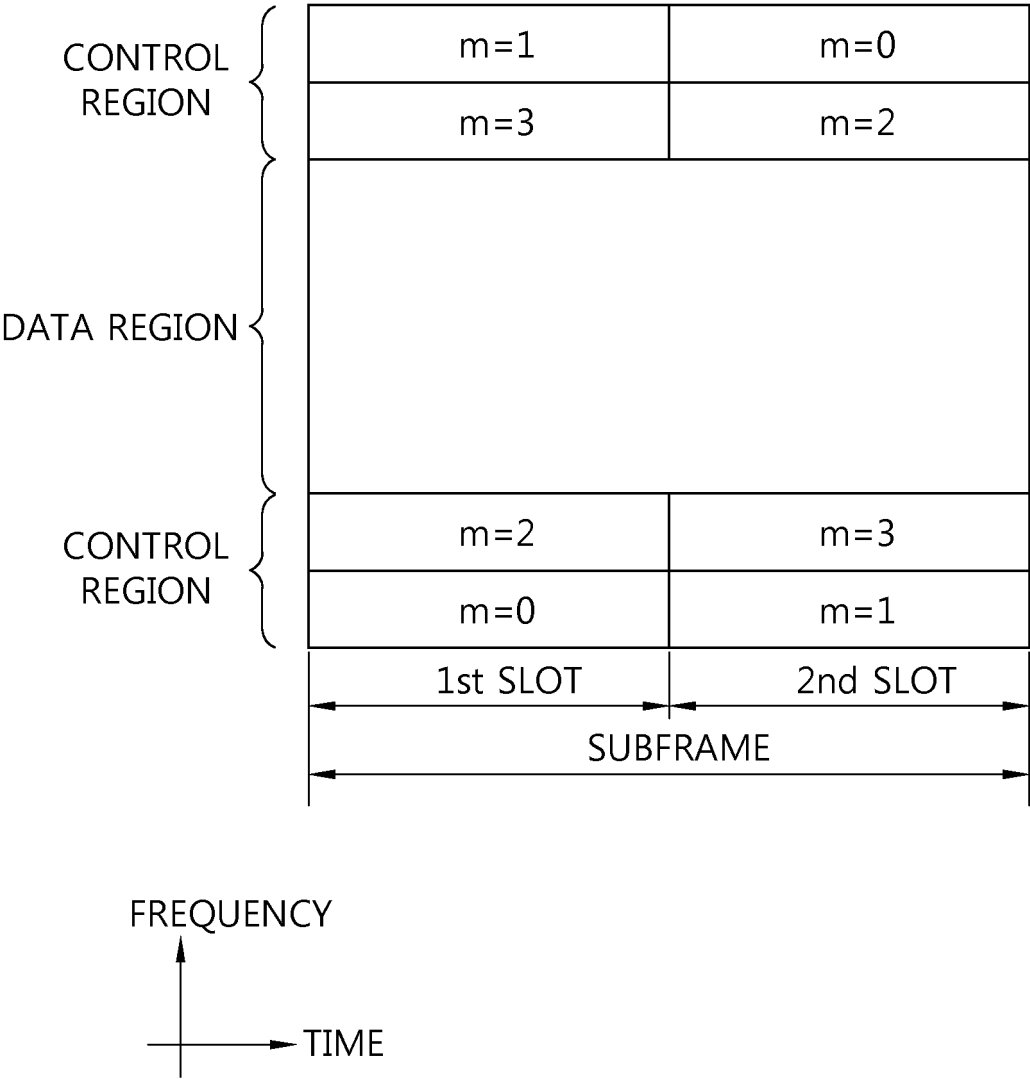 CONTROL
REGION
m=1
m=0
m=3
m=2
DATA REGION
CONTROL
REGION
m=2
m=3
m=0
m=1
1st SLOT
2nd SLOT
SUBFRAME
FREQUENCY
TIME